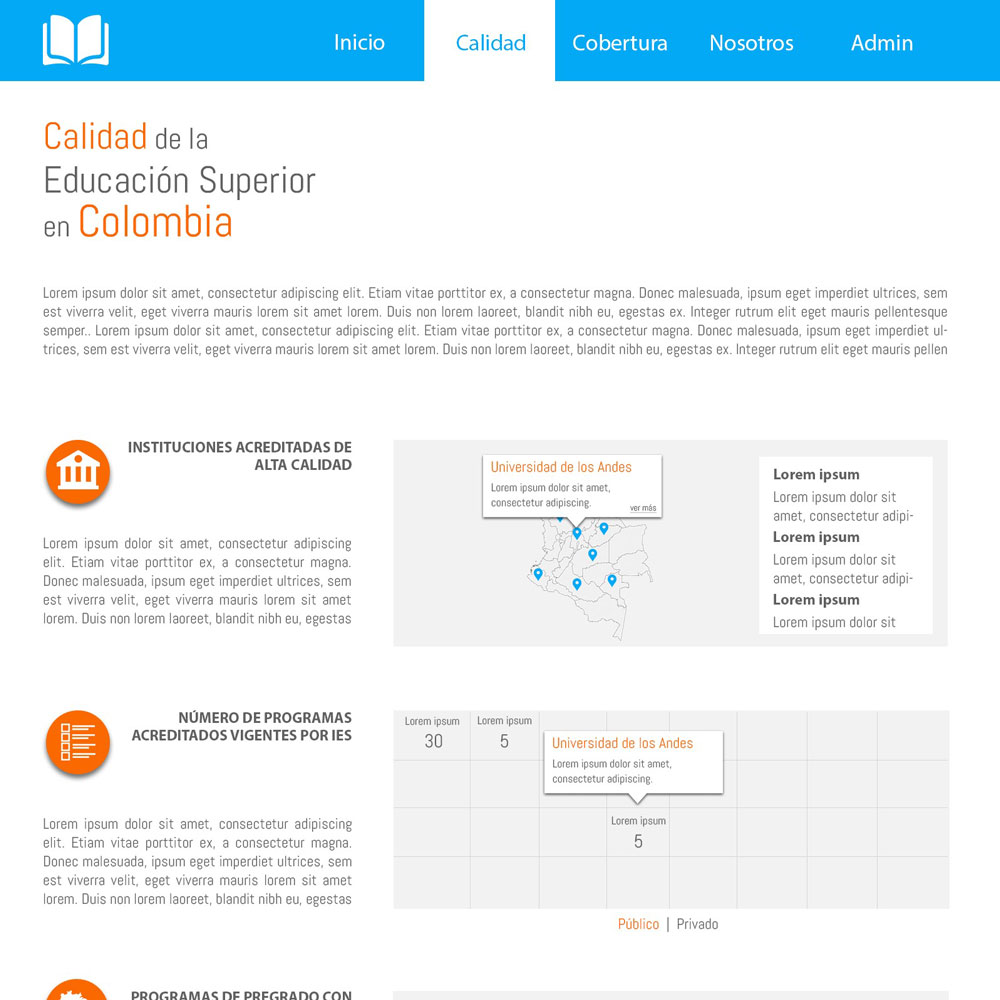 Inicio
Calidad
Cobertura
Nosotros
Admin
Calidad de la
Educación Superior
en Colombia
Lorem ipsum dolor sit amet, consectetur adipiscing elit. Etiam vitae porttitor ex, a consectetur magna. Donec malesuada, ipsum eget imperdiet ultrices, sem
est viverra velit, eget viverra mauris lorem sit amet lorem. Duis non lorem laoreet, blandit nibh eu, egestas ex. Integer rutrum elit eget mauris pellentesque
semper.. Lorem ipsum dolor sit amet, consectetur adipiscing elit. Etiam vitae porttitor ex, a consectetur magna. Donec malesuada, ipsum eget imperdiet ul-
trices, sem est viverra velit, eget viverra mauris lorem sit amet lorem. Duis non lorem laoreet, blandit nibh eu, egestas ex. Integer rutrum elit eget mauris pellen
INSTITUCIONES ACREDITADAS DE
ALTA CALIDAD
Lorem ipsum dolor sit amet, consectetur adipiscing
elit. Etiam vitae porttitor ex, a consectetur magna.
Donec malesuada, ipsum eget imperdiet ultrices, sem
est viverra velit, eget viverra mauris lorem sit amet
lorem. Duis non lorem laoreet, blandit nibh eu, egestas
Universidad de los Andes
Lorem ipsum dolor sit amet,
consectetur adipiscing.
ver más
Lorem ipsum
Lorem ipsum dolor sit
amet, consectetur adipi-
Lorem ipsum
Lorem ipsum dolor sit
amet, consectetur adipi-
Lorem ipsum
Lorem ipsum dolor sit
NÚMERO DE PROGRAMAS
ACREDITADOS VIGENTES POR IES
Lorem ipsum dolor sit amet, consectetur adipiscing
elit. Etiam vitae porttitor ex, a consectetur magna.
Donec malesuada, ipsum eget imperdiet ultrices, sem
est viverra velit, eget viverra mauris lorem sit amet
lorem. Duis non lorem laoreet, blandit nibh eu, egestas
Lorem ipsum
30
Lorem ipsum
5
Universidad de los Andes
Lorem ipsum dolor sit amet,
consectetur adipiscing.
Lorem ipsum
5
Público | Privado
PROGRAMAS DE PREGRADO CON